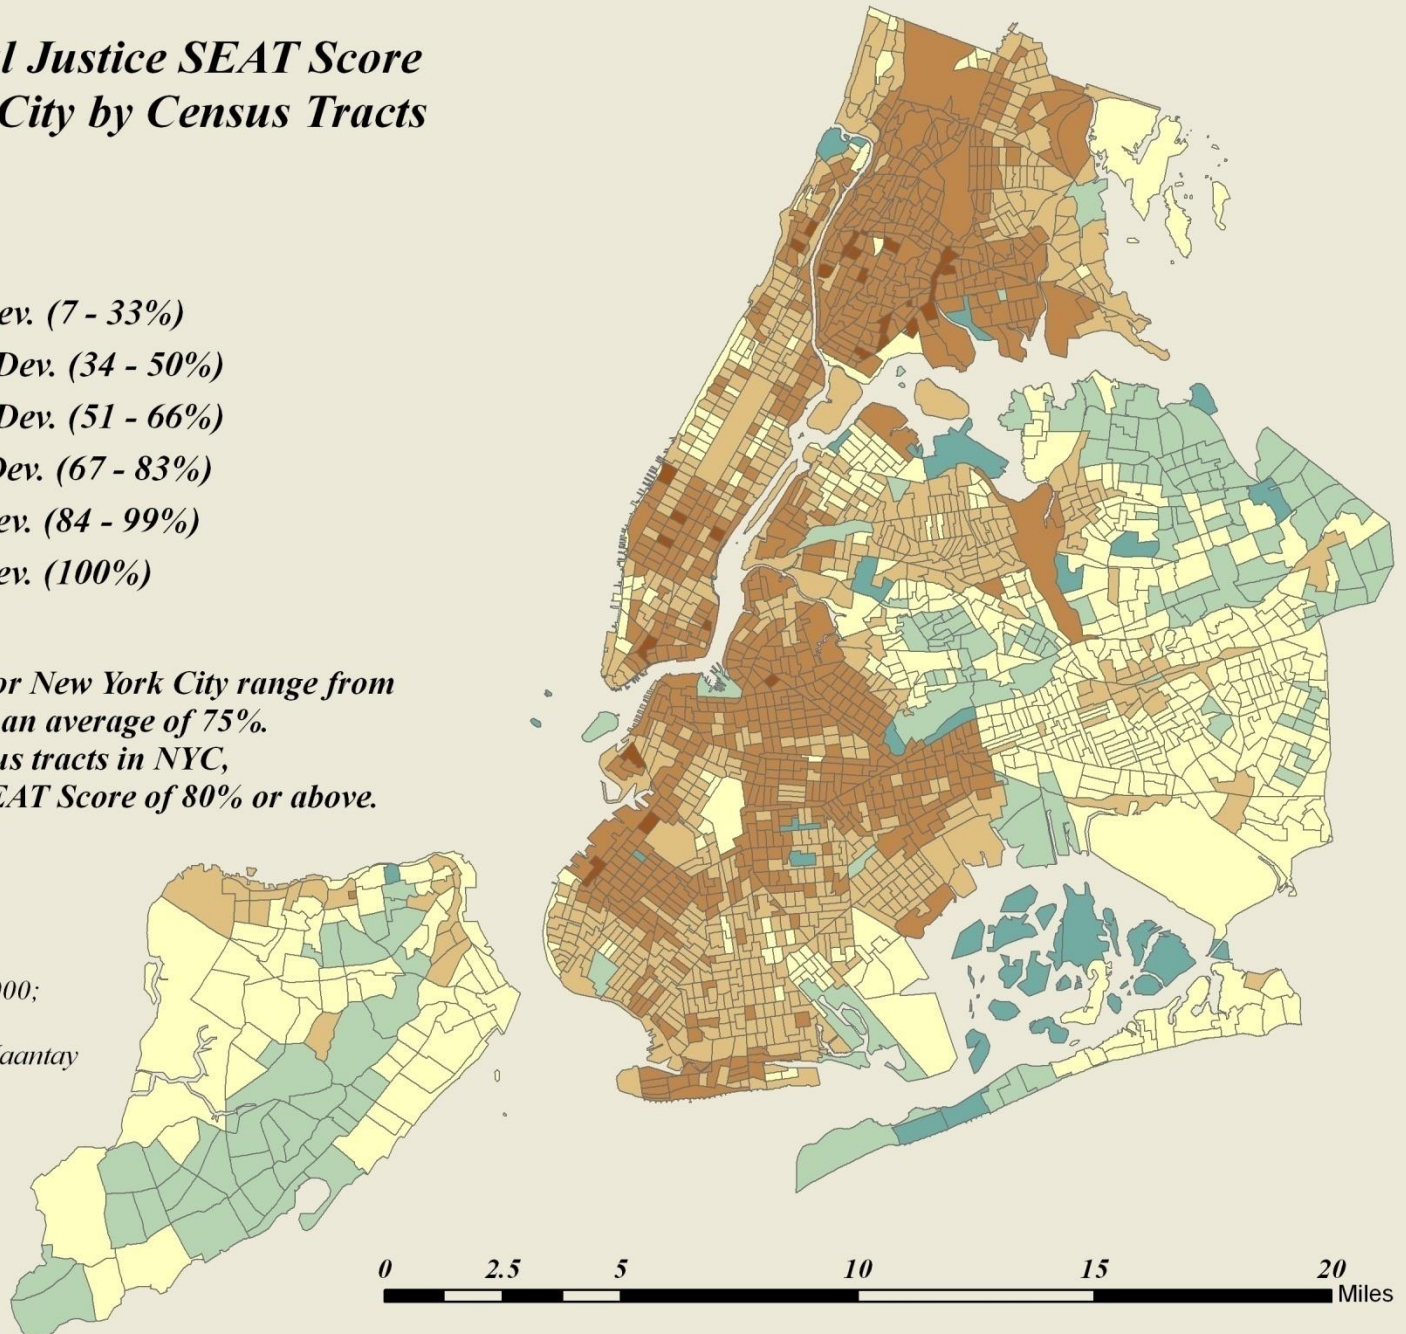 l Justice SEAT Score
City by Census Tracts
ev. (7 - 33%)
Dev. (34 - 50%)
Dev. (51 - 66%)
Dev. (67 - 83%)
ev. (84 - 99%)
ev. (100%)
or New York City range from
an average of 75%.
us tracts in NYC,
EAT Score of 80% or above.
000;
aantay
0 2.5 5 10 15 20
Miles